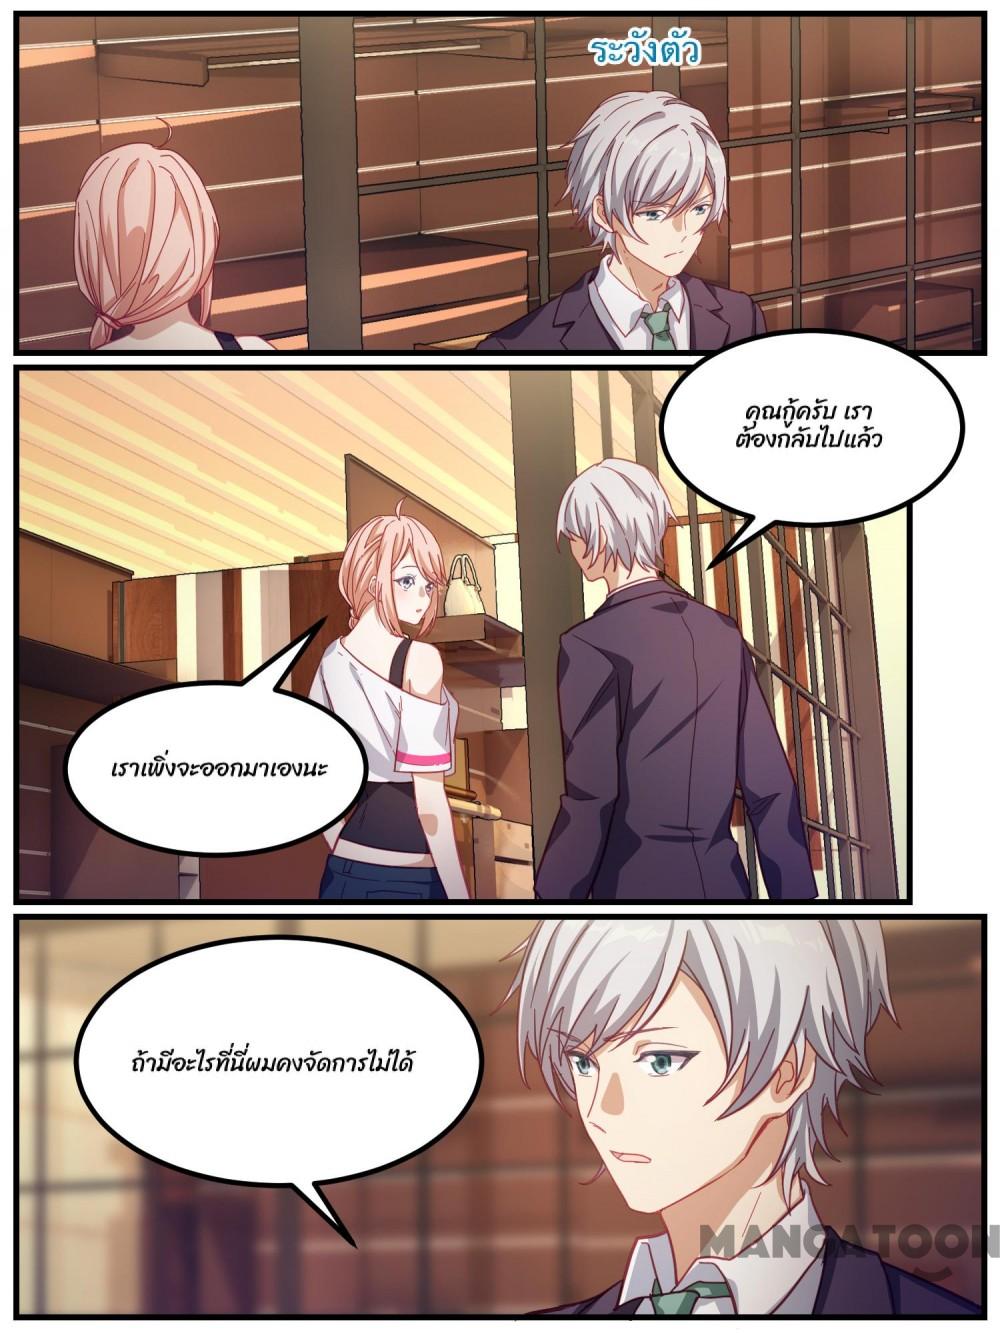 ระวังตัว
คุณกู้ครับ เรา
ต้องกลับไปแล้ว
เราเพิ่งจะออกมาเองนะ
ถ้ามีอะไรที่นี่ผมคงจัดการไม่ได้
MANGATOON